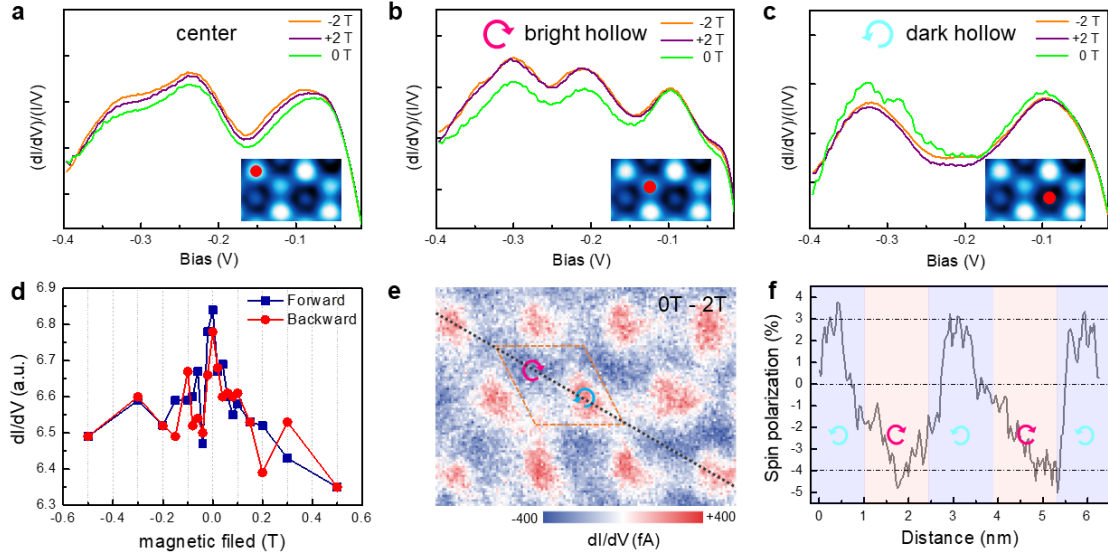 a
center
-2 T
+2 T
0 T
(dI/dV)/(I/V)
-0.4
-0.3
-0.2
-0.1
Bias (V)
b
bright hollow
-2 T
+2 T
0 T
(dI/dV)/(I/V)
-0.4
-0.3
-0.2
-0.1
Bias (V)
c
dark hollow
-2 T
+2 T
0 T
(dI/dV)/(I/V)
-0.4
-0.3
-0.2
-0.1
Bias (V)
d
6.9
6.8
6.7
6.6
6.5
6.4
6.3
dI/dV (a.u.)
Forward
Backward
-0.6
-0.4
-0.2
0.0
0.2
0.4
0.6
magnetic filed (T)
e
0T - 2T
-400
+400
dI/dV (fA)
f
4
3
2
1
0
-1
-2
-3
-4
-5
Spin polarization (%)
0
1
2
3
4
5
6
Distance (nm)